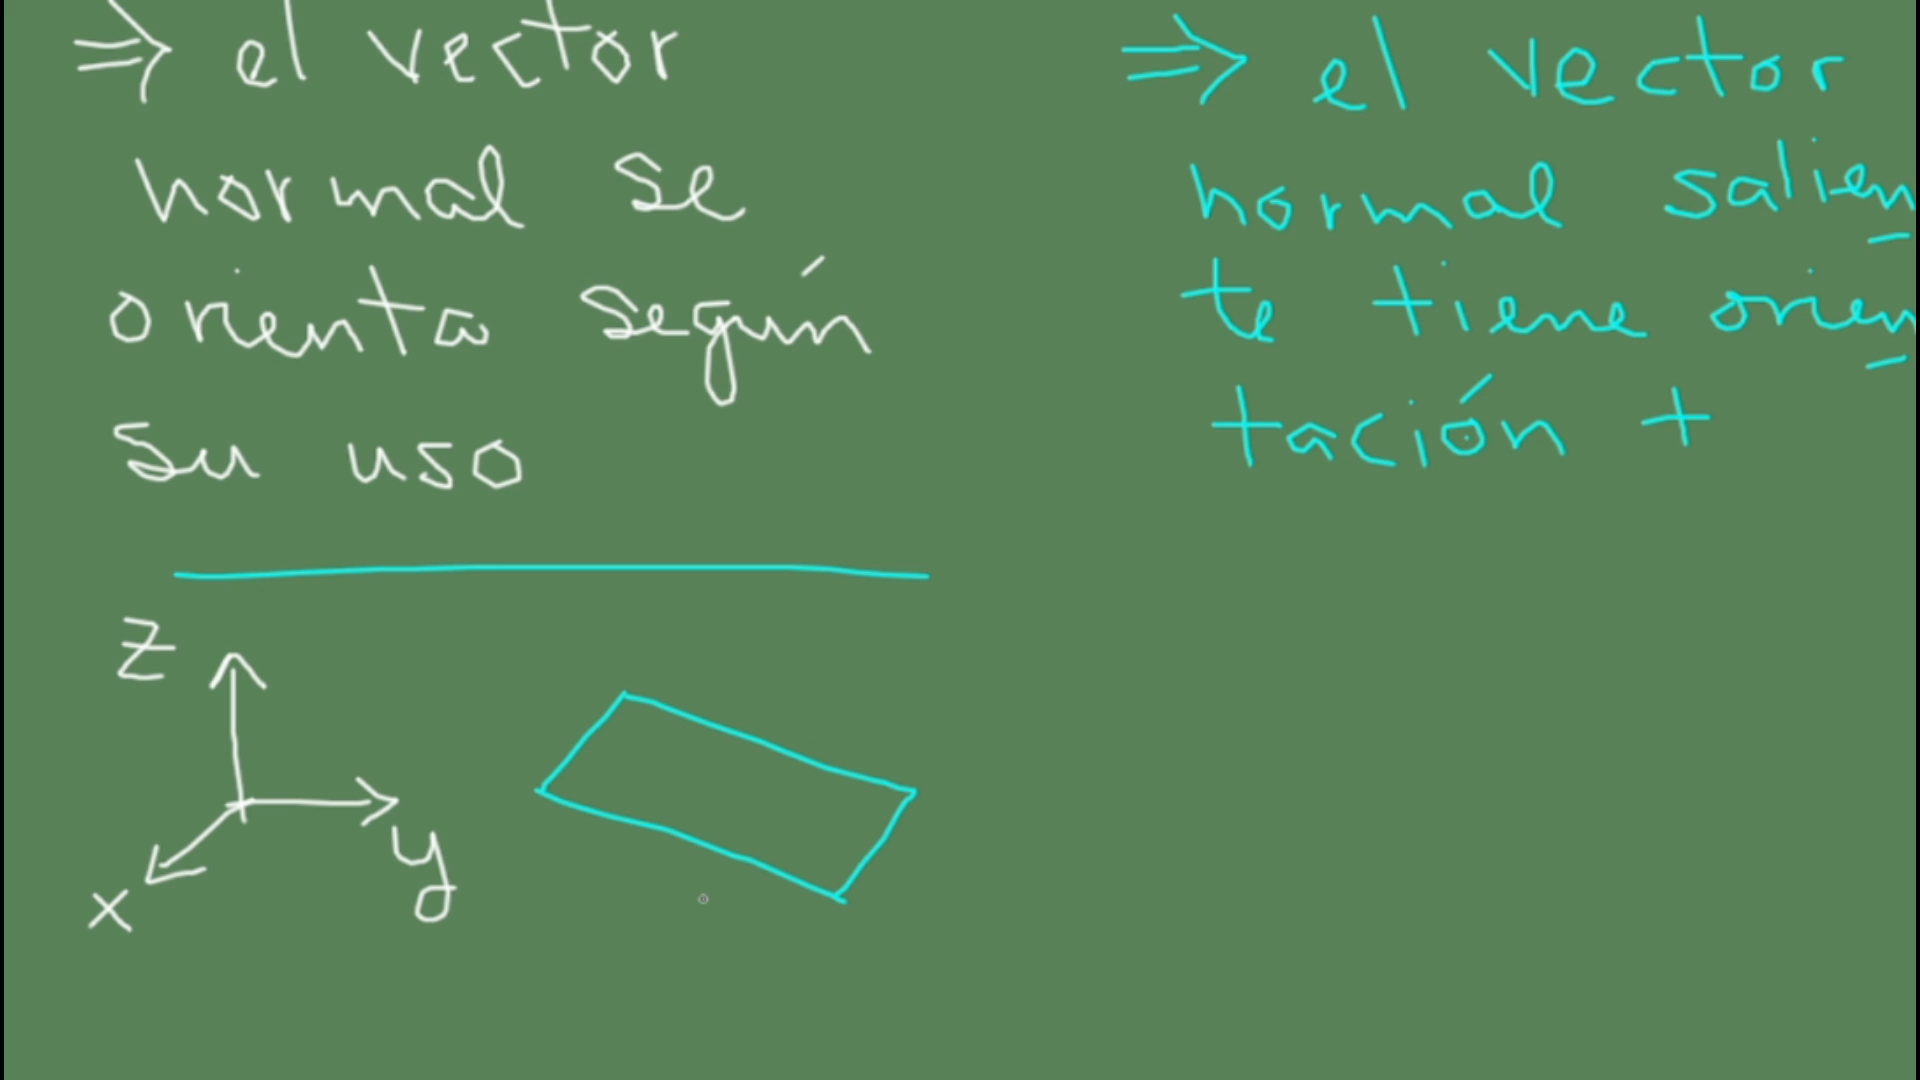 ⇒ el vector
normal se
orienta según
su uso
z
y
x
⇒ el vector
normal salien
te tiene orien
tación +